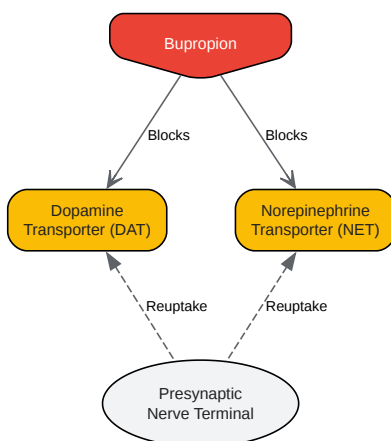 Bupropion
Blocks
Blocks
Dopamine
Transporter (DAT)
Norepinephrine
Transporter (NET)
Reuptake
Reuptake
Presynaptic
Nerve Terminal